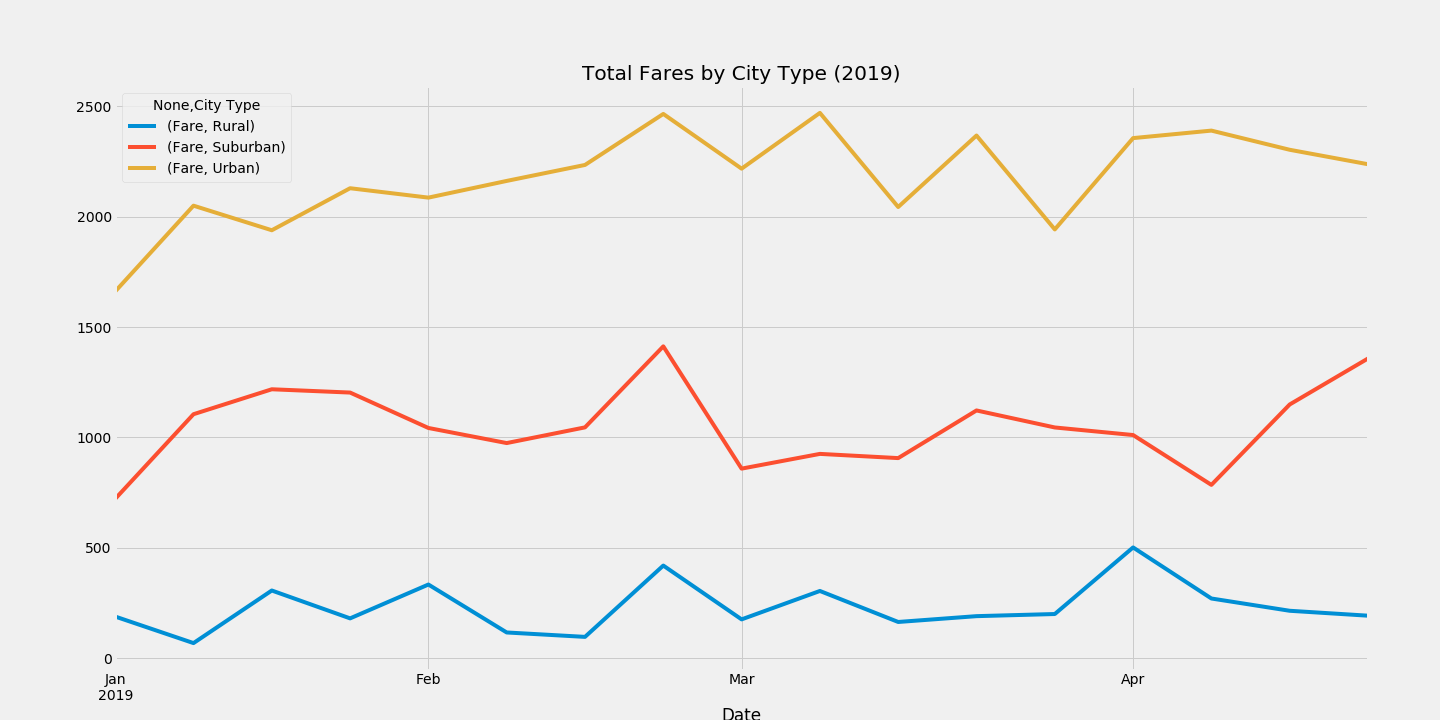 Total Fares by City Type (2019)
None,City Type
(Fare, Rural)
(Fare, Suburban)
(Fare, Urban)
2500
2000
1500
1000
500
0
Jan Feb Mar Apr
2019
Date